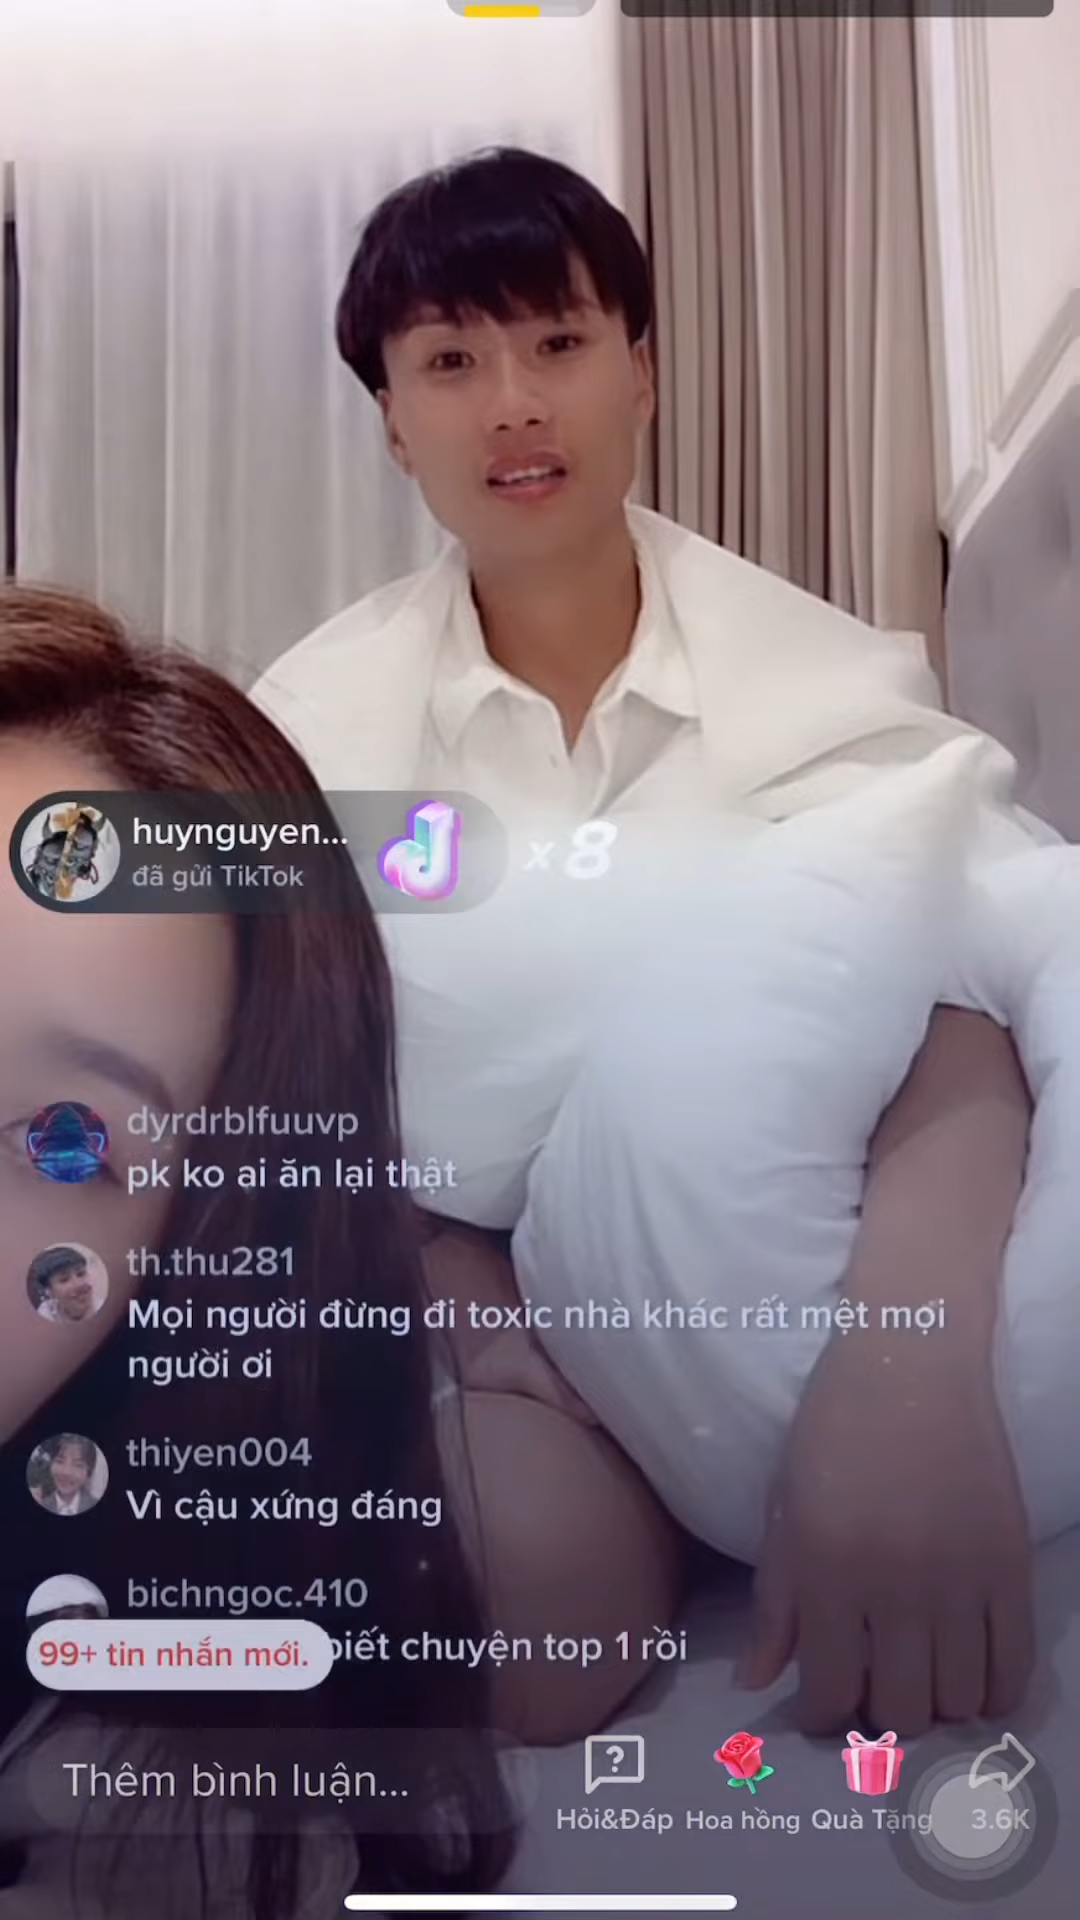 huynguyen...
đã gửi TikTok
x 8
dyrdrblfuuvp
pk ko ai ăn lại thật
th.thu281
Mọi người đừng đi toxic nhà khác rất mệt mọi
người ơi
thiyen004
Vì cậu xứng đáng
bichngoc.410
99+ tin nhắn mới. biết chuyện top 1 rồi
Thêm bình luận...
Hỏi&Đáp Hoa hồng Quà Tặng 3.6K